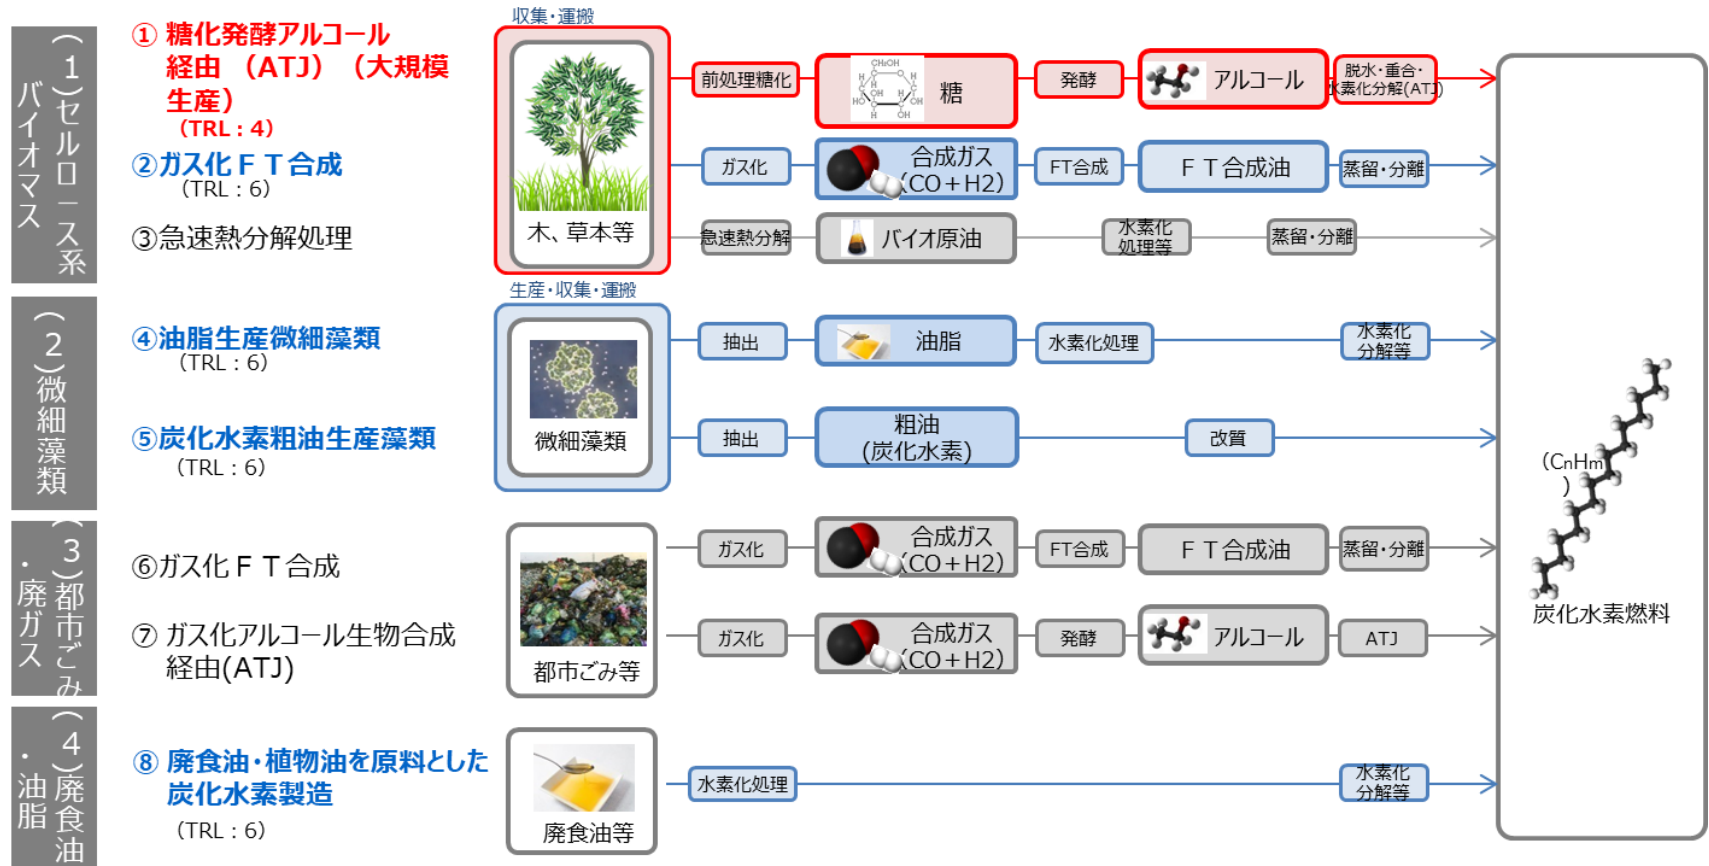 (1)セルロース系
バイオマス
① 糖化発酵アルコール
経由 (ATJ) (大規模
生産)
(TRL:4)
②ガス化FT合成
(TRL:6)
③急速熱分解処理
収集・運搬
木、草本等
前処理糖化
CH₂OH
H
O
H
H
H
HO
OH
H
OH
糖
発酵
アルコール
脱水・重合・
水素化分解(ATJ)
ガス化
合成ガス
(CO+H2)
FT合成
FT合成油
蒸留・分離
急速熱分解
バイオ原油
水素化
処理等
蒸留・分離
(2)微細藻類
④油脂生産微細藻類
(TRL:6)
⑤炭化水素粗油生産藻類
(TRL:6)
生産・収集・運搬
微細藻類
抽出
油脂
水素化処理
水素化
分解等
抽出
粗油
(炭化水素)
改質
(3)都市ごみ
・廃ガス
⑥ガス化FT合成
⑦ ガス化アルコール生物合成
経由(ATJ)
都市ごみ等
ガス化
合成ガス
(CO+H2)
FT合成
FT合成油
蒸留・分離
ガス化
合成ガス
(CO+H2)
発酵
アルコール
ATJ
(4)廃食油
・油脂
⑧ 廃食油・植物油を原料とした
炭化水素製造
(TRL:6)
廃食油等
水素化処理
水素化
分解等
(CnHm
)
炭化水素燃料